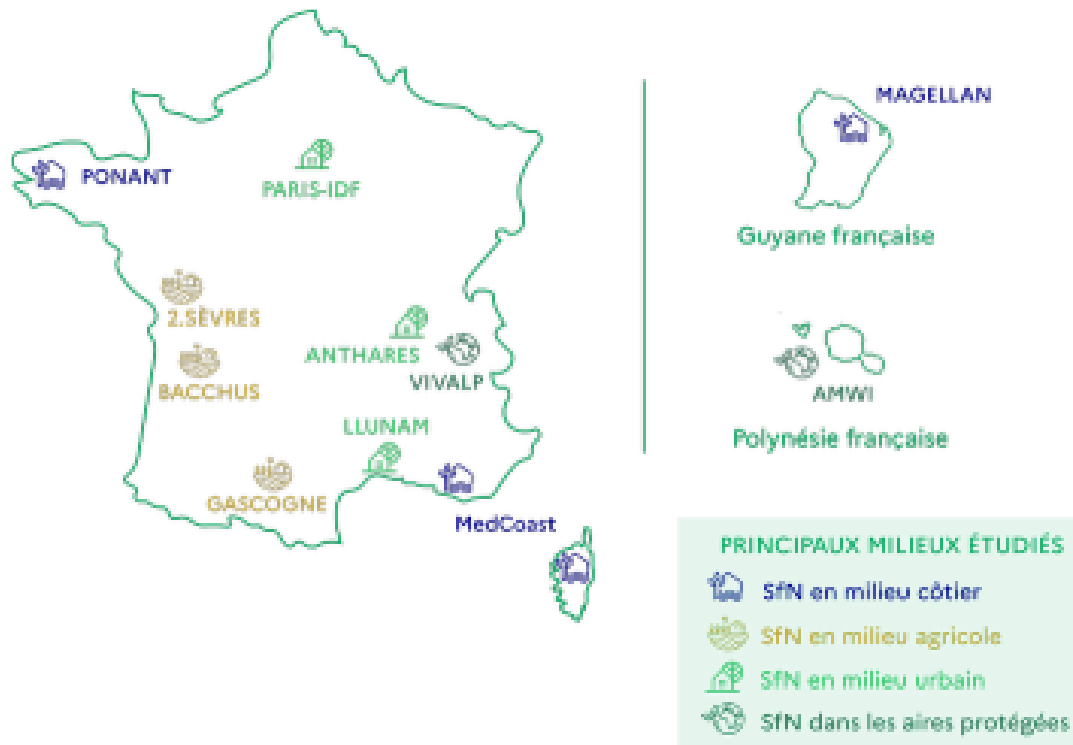 MAGELLAN
PONANT
PARIS-IDF
Guyane française
2.SÈVRES
ANTHARES
BACCHUS
VIVALP
AMWI
LLUNAM
Polynésie française
GASCOGNE
MedCoast
PRINCIPAUX MILIEUX ÉTUDIÉS
SfN en milieu côtier
SfN en milieu agricole
SfN en milieu urbain
SfN dans les aires protégées